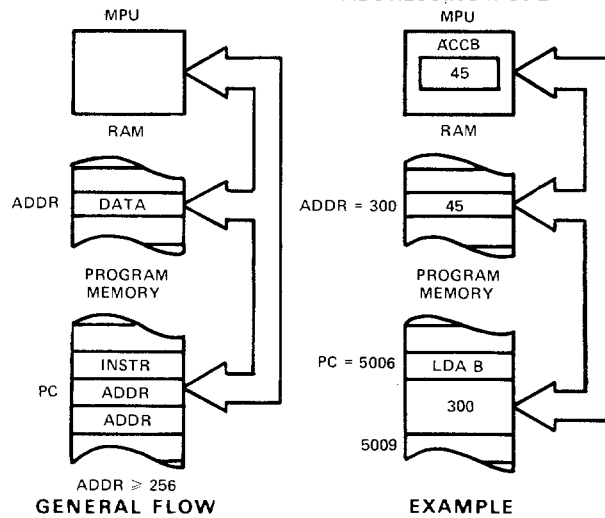 MPU
RAM
ADDR
DATA
PROGRAM
MEMORY
PC
INSTR
ADDR
ADDR
ADDR ⩾ 256
GENERAL FLOW
MPU
ACCB
45
RAM
ADDR = 300
45
PROGRAM
MEMORY
PC = 5006
LDA B
300
5009
EXAMPLE